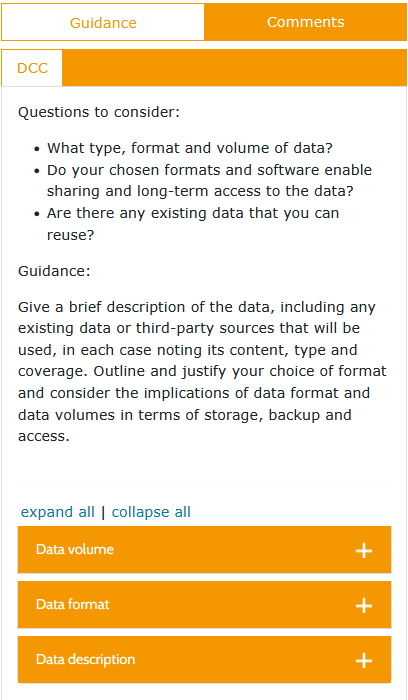 Guidance
Comments
DCC
Questions to consider:
• What type, format and volume of data?
• Do your chosen formats and software enable
sharing and long-term access to the data?
• Are there any existing data that you can
reuse?
Guidance:
Give a brief description of the data, including any
existing data or third-party sources that will be
used, in each case noting its content, type and
coverage. Outline and justify your choice of format
and consider the implications of data format and
data volumes in terms of storage, backup and
access.
expand all | collapse all
Data volume
Data format
Data description